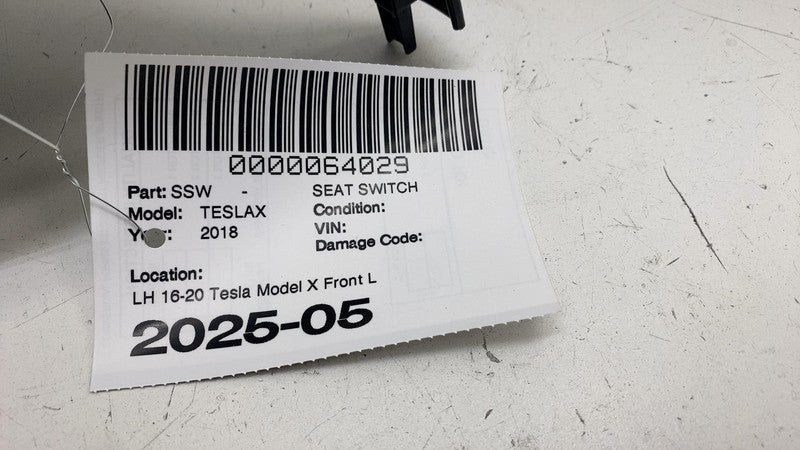 0000064029
Part: SSW - SEAT SWITCH
Model: TESLAX Condition:
2018 VIN:
Damage Code:
Location:
LH 16-20 Tesla Model X Front L
2025-05